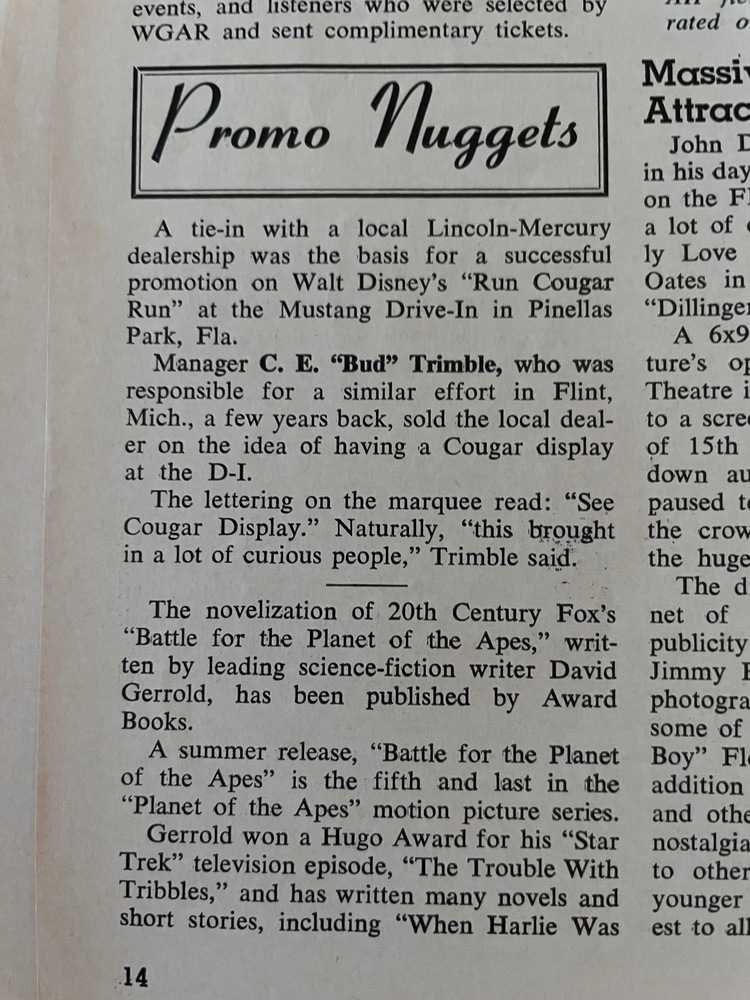 events, and listeners who were selected by
WGAR and sent complimentary tickets.
Promo Nuggets
A tie-in with a local Lincoln-Mercury
dealership was the basis for a successful
promotion on Walt Disney's "Run Cougar
Run" at the Mustang Drive-In in Pinellas
Park, Fla.
Manager C. E. "Bud" Trimble, who was
responsible for a similar effort in Flint,
Mich., a few years back, sold the local deal-
er on the idea of having a Cougar display
at the D-I.
The lettering on the marquee read: "See
Cougar Display." Naturally, "this brought
in a lot of curious people," Trimble said.
The novelization of 20th Century Fox's
"Battle for the Planet of the Apes," writ-
ten by leading science-fiction writer David
Gerrold, has been published by Award
Books.
A summer release, "Battle for the Planet
of the Apes" is the fifth and last in the
"Planet of the Apes" motion picture series.
Gerrold won a Hugo Award for his "Star
Trek" television episode, "The Trouble With
Tribbles," and has written many novels and
short stories, including "When Harlie Was
14
rated
Massiv
Attrac
John D
in his day
on the F
a lot of
ly Love
Oates in
"Dillinger
A 6x9
ture's op
Theatre i
to a scree
of 15th
down au
paused to
the crow
the huge
The d
net of
publicity
Jimmy
photogra
some of
Boy" Fl
addition
and othe
nostalgia
to other
younger
est to all